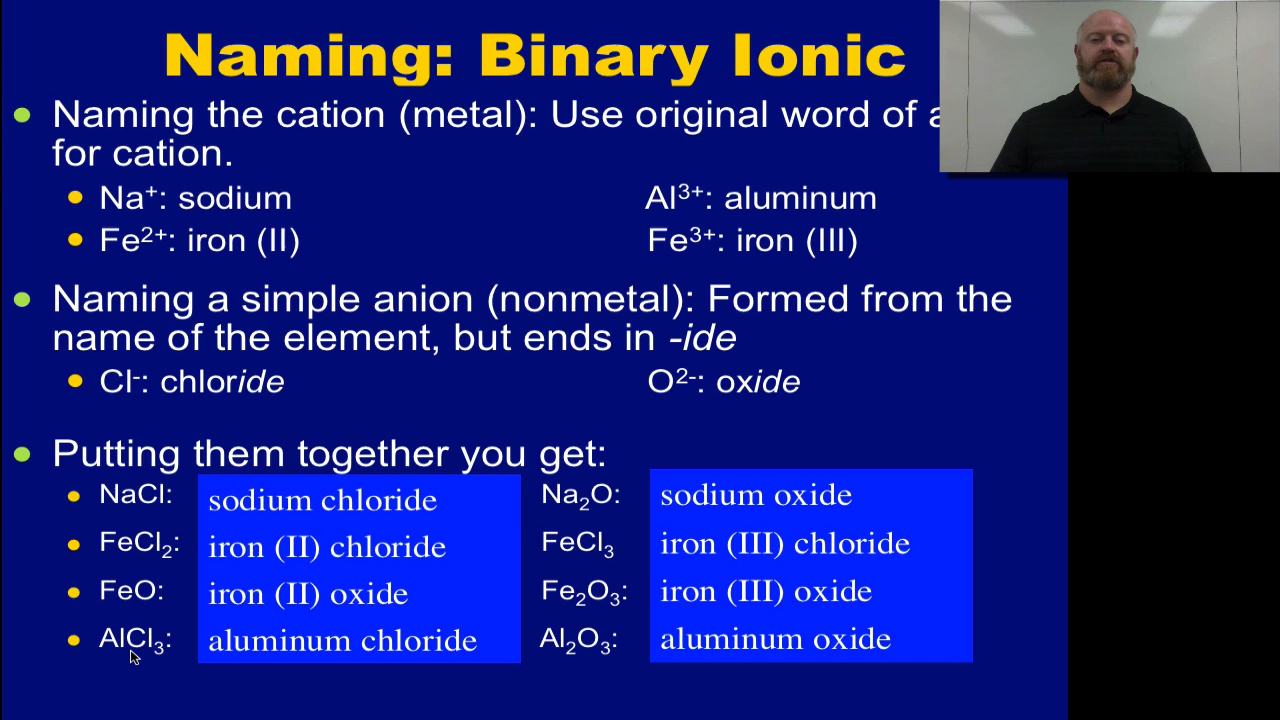 Naming: Binary Ionic
Naming the cation (metal): Use original word of
for cation.
Na⁺: sodium Al³⁺: aluminum
Fe²⁺: iron (II) Fe³⁺: iron (III)
Naming a simple anion (nonmetal): Formed from the
name of the element, but ends in -ide
Cl⁻: chloride O²⁻: oxide
Putting them together you get:
NaCl: sodium chloride Na₂O: sodium oxide
FeCl₂: iron (II) chloride FeCl₃ iron (III) chloride
FeO: iron (II) oxide Fe₂O₃: iron (III) oxide
AlCl₃: aluminum chloride Al₂O₃: aluminum oxide